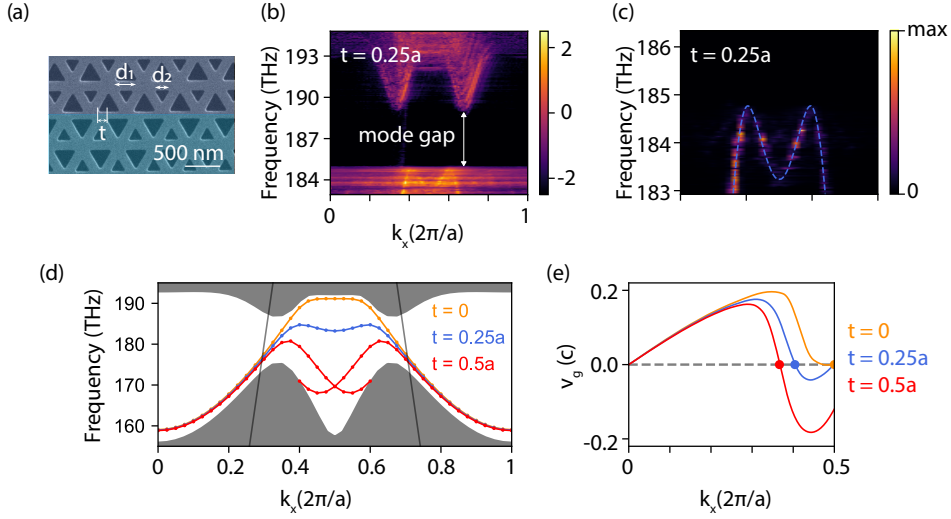 (a)
d₁
d₂
t
500 nm
(b)
Frequency (THz)
193
190
187
184
t = 0.25a
mode gap
0
1
kₓ(2π/a)
2
0
-2
(c)
Frequency (THz)
186
185
184
183
t = 0.25a
max
0
(d)
Frequency (THz)
190
180
170
160
t = 0
t = 0.25a
t = 0.5a
0
0.2
0.4
0.6
0.8
1
kₓ(2π/a)
(e)
v_g (c)
0.2
0.0
-0.2
0
0.5
kₓ(2π/a)
t = 0
t = 0.25a
t = 0.5a